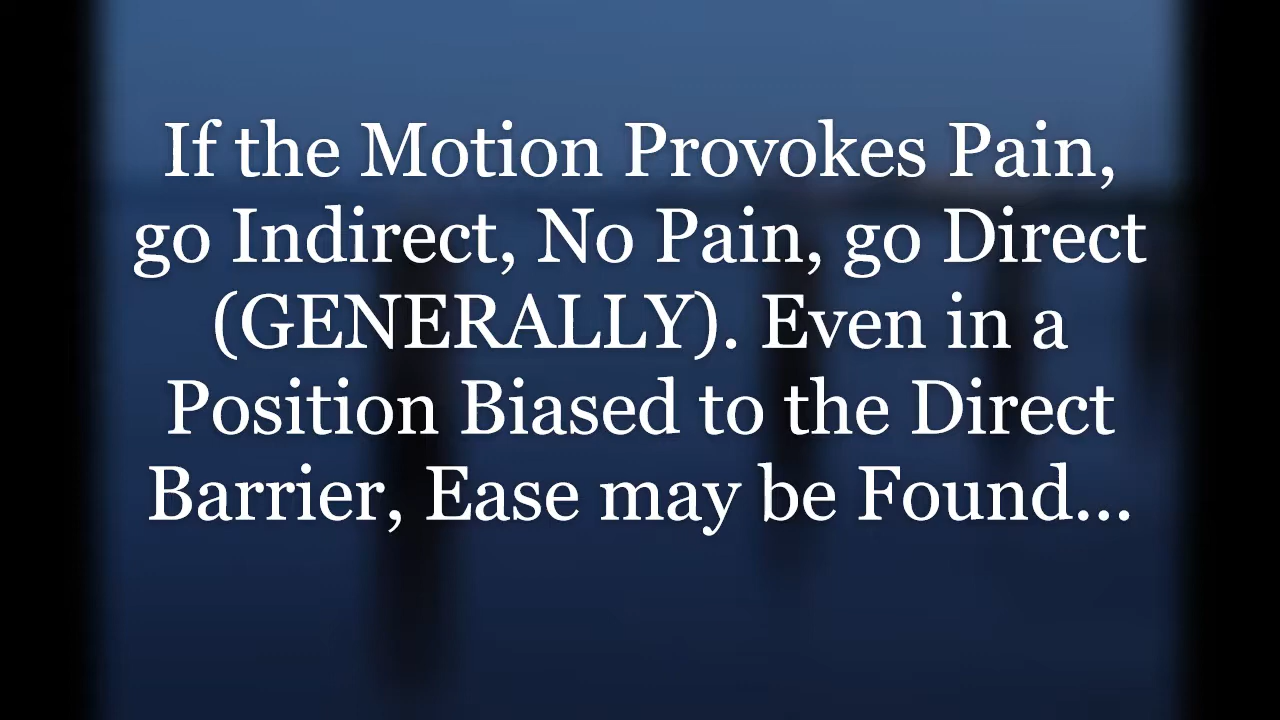 If the Motion Provokes Pain,
go Indirect, No Pain, go Direct
(GENERALLY). Even in a
Position Biased to the Direct
Barrier, Ease may be Found...